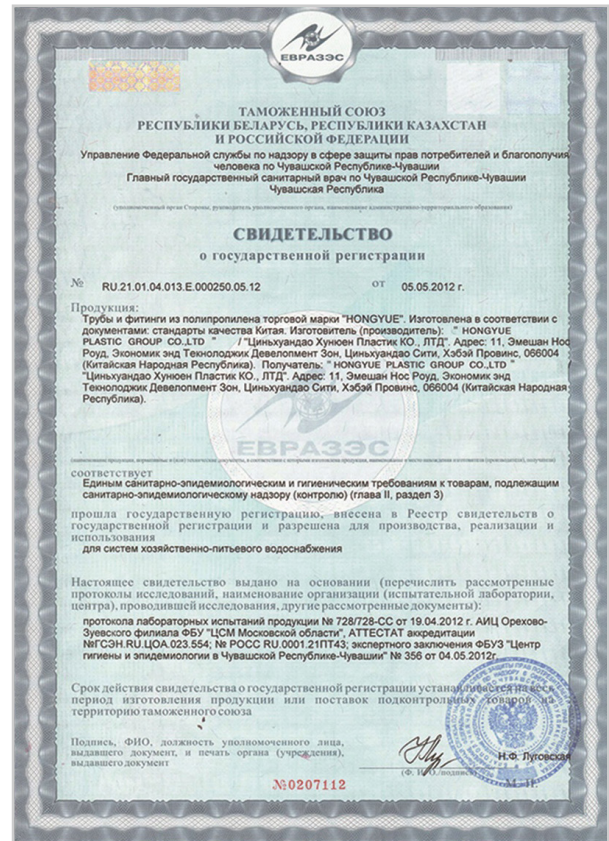 ЕВРАЗЭС
ТАМОЖЕННЫЙ СОЮЗ
РЕСПУБЛИКИ БЕЛАРУСЬ, РЕСПУБЛИКИ КАЗАХСТАН
И РОССИЙСКОЙ ФЕДЕРАЦИИ
Управление Федеральной службы по надзору в сфере защиты прав потребителей и благополучия
человека по Чувашской Республике-Чувашии
Главный государственный санитарный врач по Чувашской Республике-Чувашии
Чувашская Республика
(уполномоченный орган Стороны, руководитель уполномоченного органа, наименование административно-территориального образования)
СВИДЕТЕЛЬСТВО
о государственной регистрации
№ RU.21.01.04.013.Е.000250.05.12 от 05.05.2012 г.
Продукция:
Трубы и фитинги из полипропилена торговой марки "HONGYUE". Изготовлена в соответствии с
документами: стандарты качества Китая. Изготовитель (производитель): " HONGYUE
PLASTIC GROUP CO.,LTD " / "Циньхуандао Хунюен Пластик КО., ЛТД". Адрес: 11, Эмешан Нос
Роуд, Экономик энд Текнолоджик Девелопмент Зон, Циньхуандао Сити, Хэбэй Провинс, 066004
(Китайская Народная Республика). Получатель: " HONGYUE PLASTIC GROUP CO.,LTD "
"Циньхуандао Хунюен Пластик КО., ЛТД". Адрес: 11, Эмешан Нос Роуд, Экономик энд
Текнолоджик Девелопмент Зон, Циньхуандао Сити, Хэбэй Провинс, 066004 (Китайская Народная
Республика).
ЕВРАЗЭС
соответствует
Единым санитарно-эпидемиологическим и гигиеническим требованиям к товарам, подлежащим
санитарно-эпидемиологическому надзору (контролю) (глава II, раздел 3)
прошла государственную регистрацию, внесена в Реестр свидетельств о
государственной регистрации и разрешена для производства, реализации и
использования
для систем хозяйственно-питьевого водоснабжения
Настоящее свидетельство выдано на основании (перечислить рассмотренные
протоколы исследований, наименование организации (испытательной лаборатории,
центра), проводившей исследования, другие рассмотренные документы):
протокола лабораторных испытаний продукции № 728/728-СС от 19.04.2012 г. АИЦ Орехово-
Зуевского филиала ФБУ "ЦСМ Московской области", АТТЕСТАТ аккредитации
№ГСЭН.RU.ЦОА.023.554; № РОСС RU.0001.21ПТ43; экспертного заключения ФБУЗ "Центр
гигиены и эпидемиологии в Чувашской Республике-Чувашии" № 356 от 04.05.2012г.
Срок действия свидетельства о государственной регистрации устанавливается на весь
период изготовления продукции или поставок подконтрольных товаров на
территорию таможенного союза
Подпись, ФИО, должность уполномоченного лица,
выдавшего документ, и печать органа (учреждения),
выдавшего документ
Н.Ф. Луговская
(Ф. И. О./подпись)
М. П.
№0207112